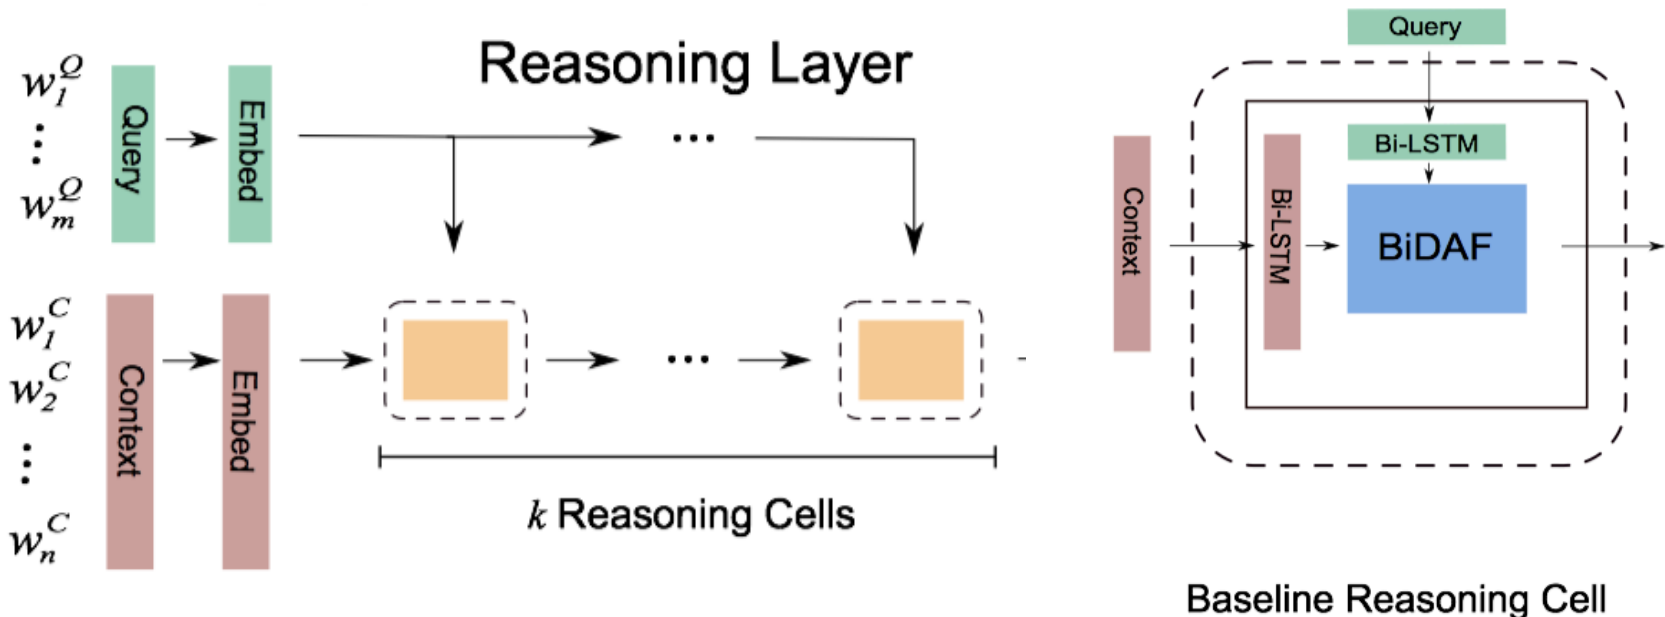 Reasoning Layer
w_1^Q
⋮
w_m^Q
Query
Embed
...
w_1^C
w_2^C
⋮
w_n^C
Context
Embed
...
k Reasoning Cells
Query
Bi-LSTM
Context
Bi-LSTM
BiDAF
Baseline Reasoning Cell